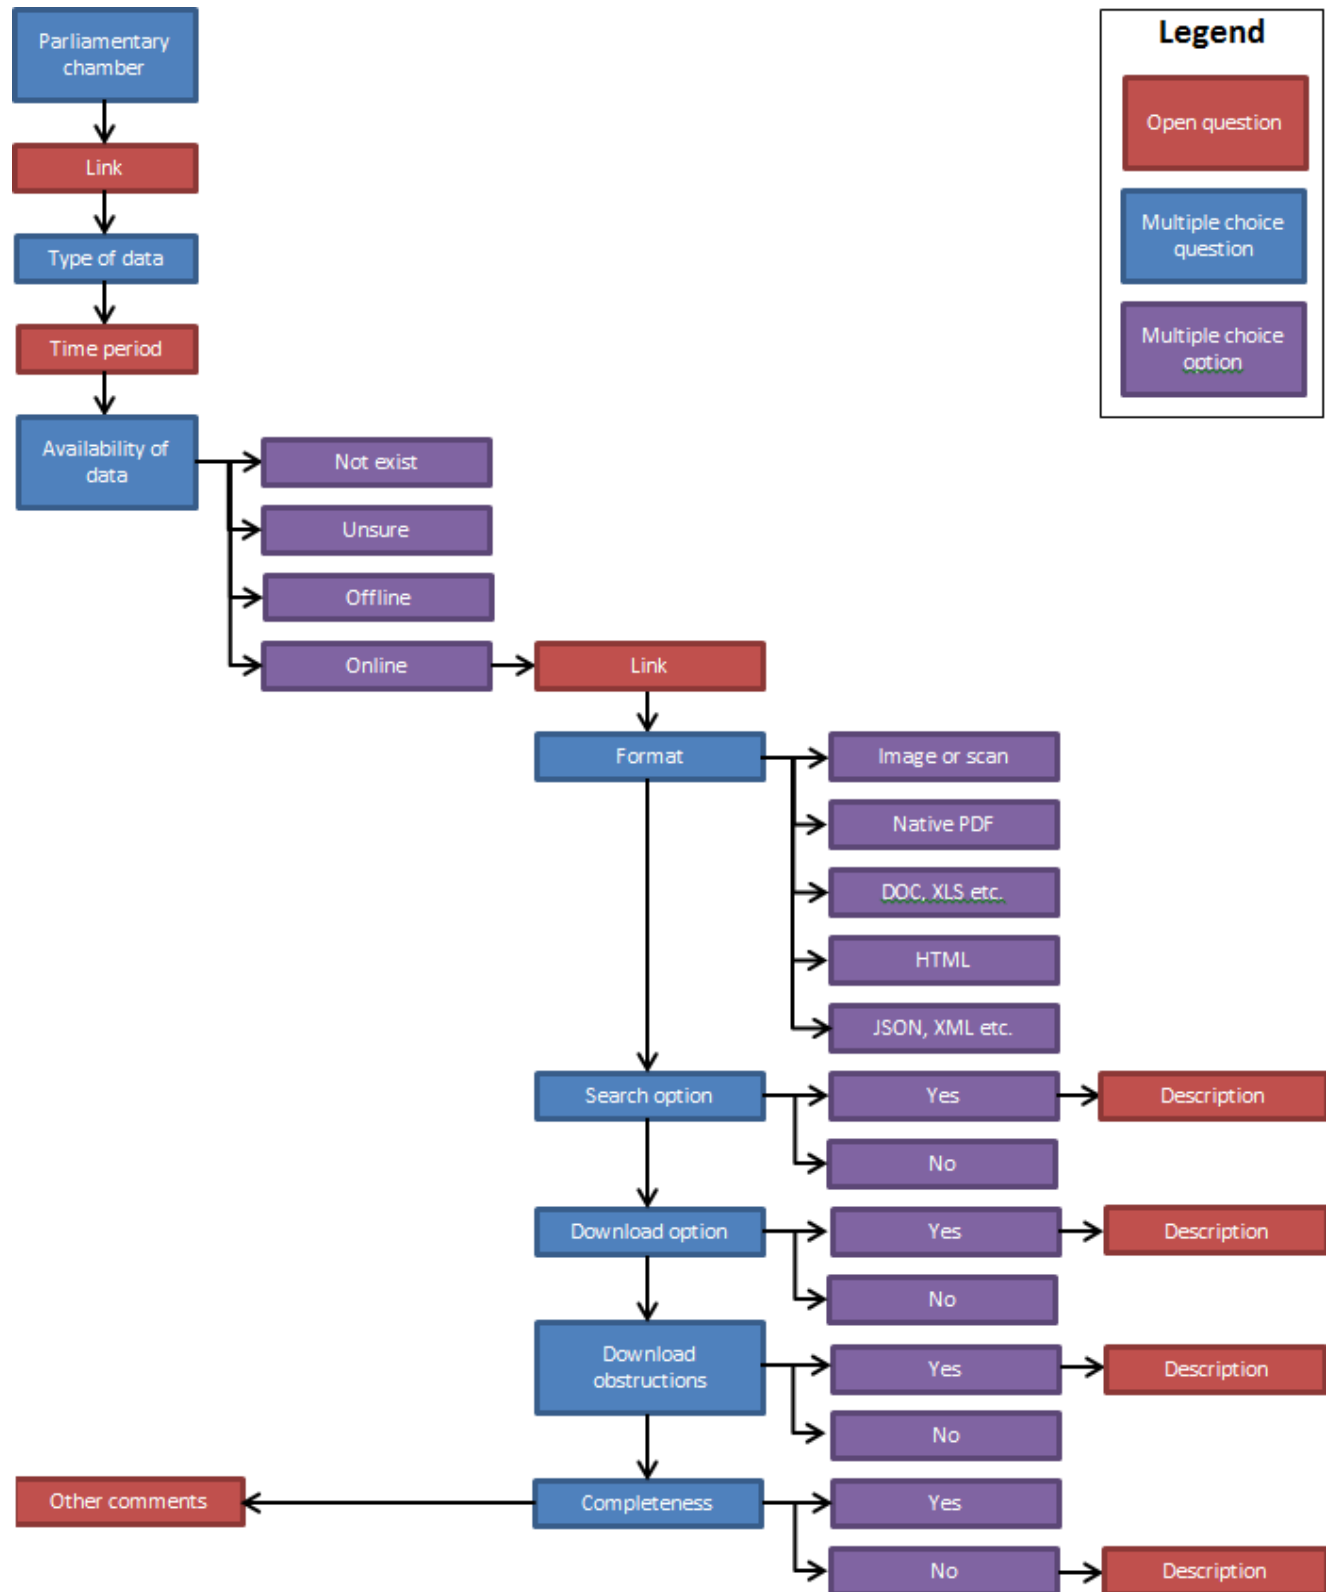 Parliamentary
chamber
Link
Type of data
Time period
Availability of
data
Not exist
Unsure
Offline
Online
Link
Format
Image or scan
Native PDF
DOC, XLS etc.
HTML
JSON, XML etc.
Search option
Yes
Description
No
Download option
Yes
Description
No
Download
obstructions
Yes
Description
No
Completeness
Yes
No
Description
Other comments
Legend
Open question
Multiple choice
question
Multiple choice
option